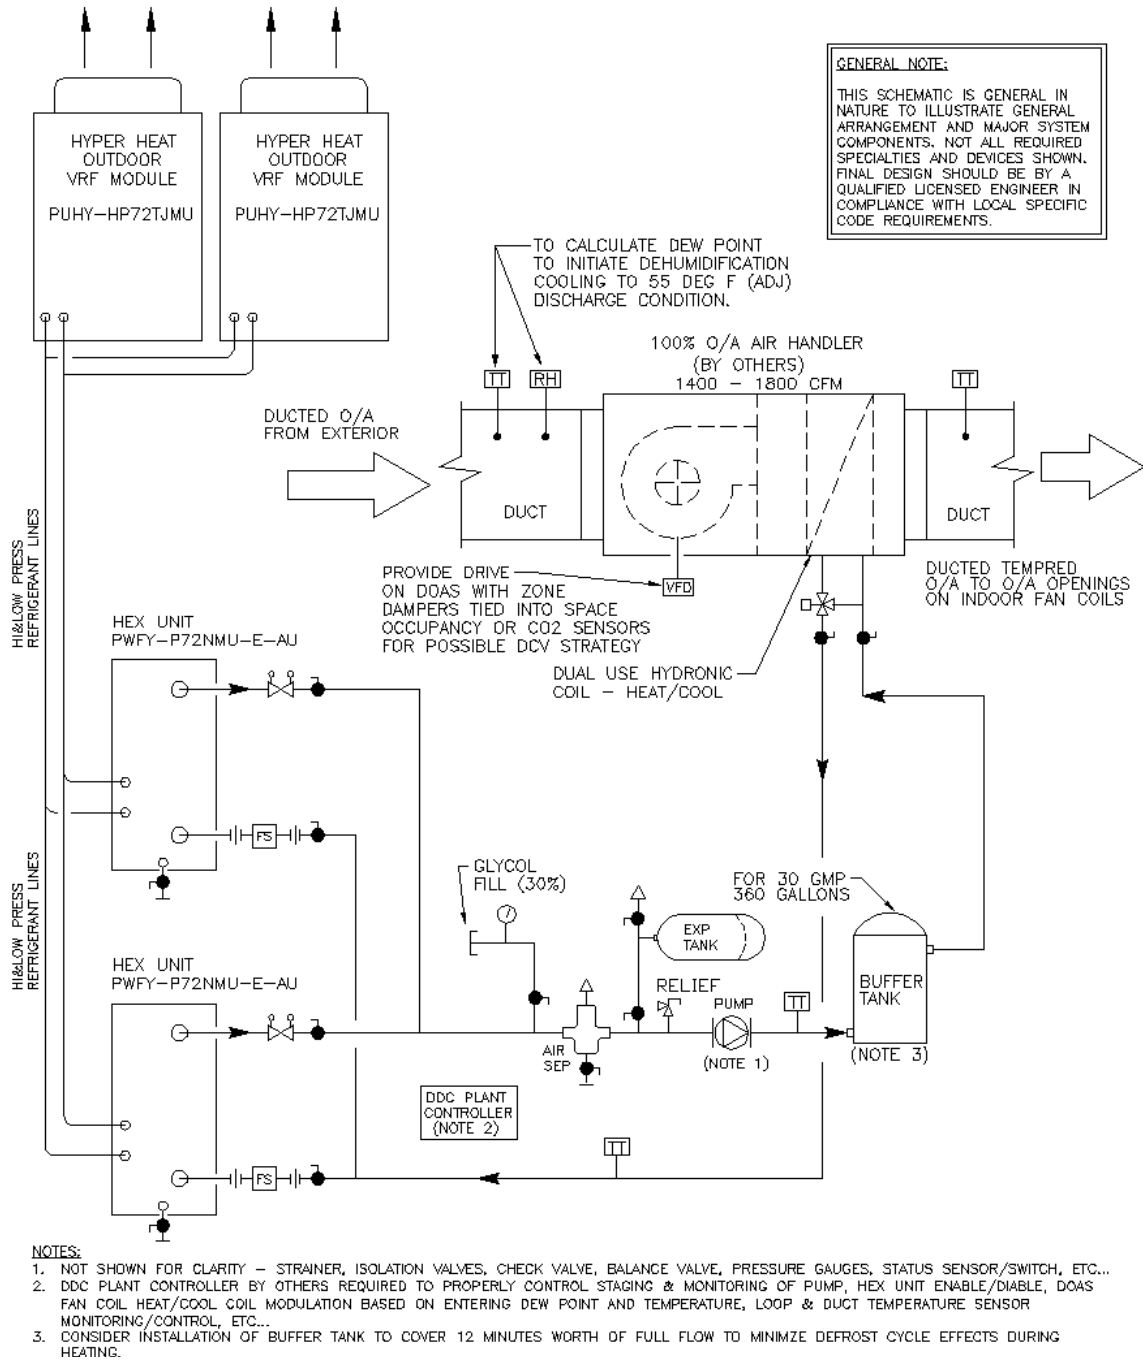 HYPER HEAT
OUTDOOR
VRF MODULE
PUHY-HP72TJMU
HYPER HEAT
OUTDOOR
VRF MODULE
PUHY-HP72TJMU
GENERAL NOTE:
THIS SCHEMATIC IS GENERAL IN
NATURE TO ILLUSTRATE GENERAL
ARRANGEMENT AND MAJOR SYSTEM
COMPONENTS. NOT ALL REQUIRED
SPECIALTIES AND DEVICES SHOWN.
FINAL DESIGN SHOULD BE BY A
QUALIFIED LICENSED ENGINEER IN
COMPLIANCE WITH LOCAL SPECIFIC
CODE REQUIREMENTS.
TO CALCULATE DEW POINT
TO INITIATE DEHUMIDIFICATION
COOLING TO 55 DEG F (ADJ)
DISCHARGE CONDITION.
100% O/A AIR HANDLER
(BY OTHERS)
1400 - 1800 CFM
TT
RH
TT
DUCTED O/A
FROM EXTERIOR
DUCT
DUCT
HI&LOW PRESS
REFRIGERANT LINES
PROVIDE DRIVE
ON DOAS WITH ZONE
DAMPERS TIED INTO SPACE
OCCUPANCY OR CO2 SENSORS
FOR POSSIBLE DCV STRATEGY
VFD
DUCTED TEMPRED
O/A TO O/A OPENINGS
ON INDOOR FAN COILS
DUAL USE HYDRONIC
COIL - HEAT/COOL
HEX UNIT
PWFY-P72NMU-E-AU
FS
HI&LOW PRESS
REFRIGERANT LINES
GLYCOL
FILL (30%)
FOR 30 GMP
360 GALLONS
EXP
TANK
HEX UNIT
PWFY-P72NMU-E-AU
RELIEF
PUMP
TT
BUFFER
TANK
AIR
SEP
(NOTE 1)
(NOTE 3)
DDC PLANT
CONTROLLER
(NOTE 2)
TT
FS
NOTES:
1. NOT SHOWN FOR CLARITY - STRAINER, ISOLATION VALVES, CHECK VALVE, BALANCE VALVE, PRESSURE GAUGES, STATUS SENSOR/SWITCH, ETC...
2. DDC PLANT CONTROLLER BY OTHERS REQUIRED TO PROPERLY CONTROL STAGING & MONITORING OF PUMP, HEX UNIT ENABLE/DIABLE, DOAS
FAN COIL HEAT/COOL COIL MODULATION BASED ON ENTERING DEW POINT AND TEMPERATURE, LOOP & DUCT TEMPERATURE SENSOR
MONITORING/CONTROL, ETC...
3. CONSIDER INSTALLATION OF BUFFER TANK TO COVER 12 MINUTES WORTH OF FULL FLOW TO MINIMZE DEFROST CYCLE EFFECTS DURING
HEATING.